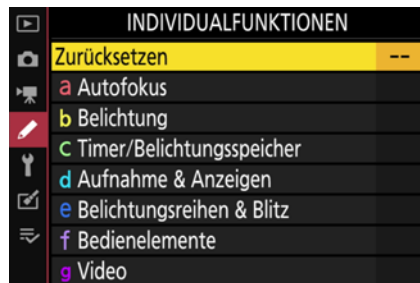 INDIVIDUALFUNKTIONEN
Zurücksetzen --
a Autofokus
b Belichtung
c Timer/Belichtungsspeicher
d Aufnahme & Anzeigen
e Belichtungsreihen & Blitz
f Bedienelemente
g Video